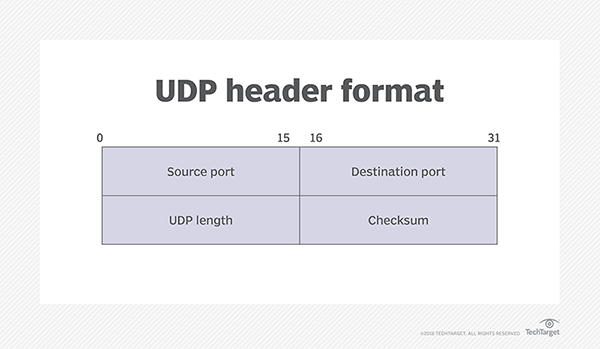 UDP header format
0 15 16 31
Source port Destination port
UDP length Checksum
©2018 TECHTARGET, ALL RIGHTS RESERVED TechTarget